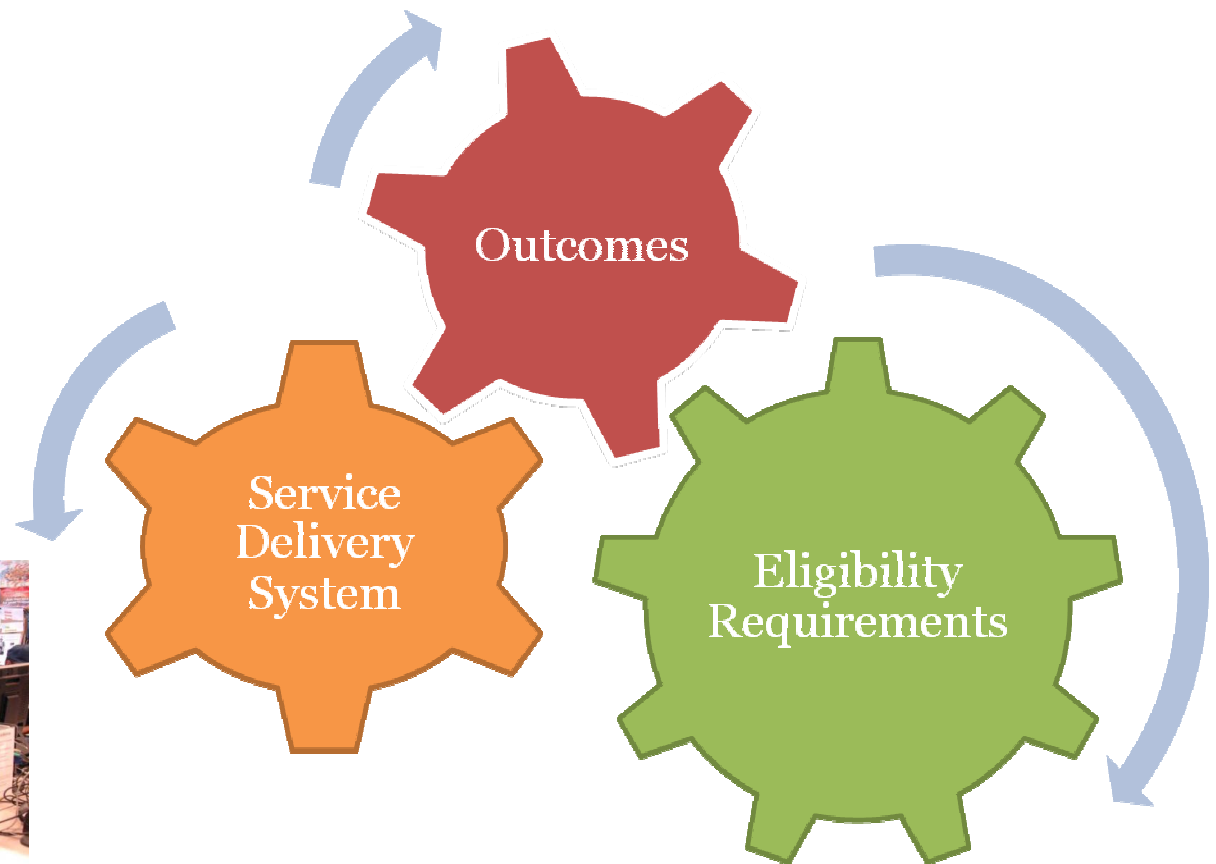 Outcomes
Service
Delivery
System
Eligibility
Requirements